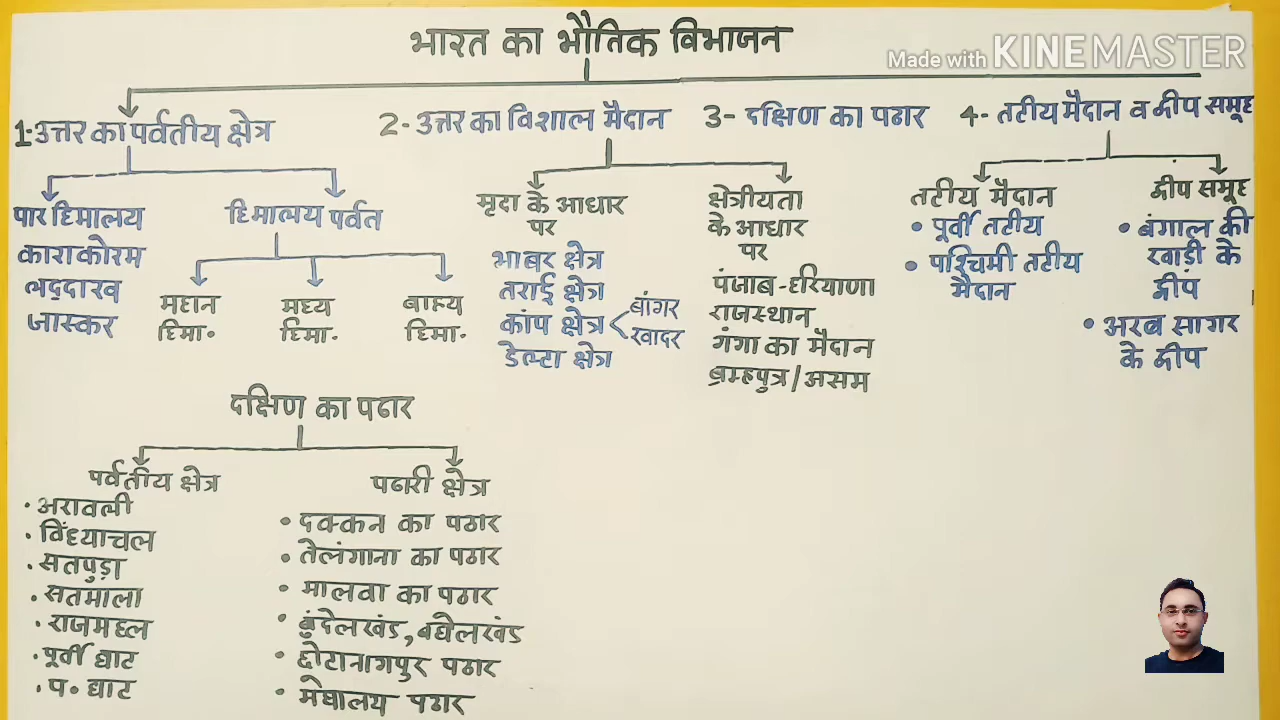 भारत का भौतिक विभाजन
Made with KINEMASTER
1-उत्तर का पर्वतीय क्षेत्र
2- उत्तर का विशाल मैदान
3- दक्षिण का पठार
4- तटीय मैदान व द्वीप समूह
पार हिमालय
काराकोरम
लद्दाख
जास्कर
हिमालय पर्वत
महान
हिमा॰
मध्य
हिमा॰
बाह्य
हिमा॰
मृदा के आधार
पर
भाबर क्षेत्र
तराई क्षेत्र
कांप क्षेत्र
बांगर
खादर
डेल्टा क्षेत्र
क्षेत्रीयता
के आधार
पर
पंजाब-हरियाणा
राजस्थान
गंगा का मैदान
ब्रम्हपुत्र/असम
तटीय मैदान
• पूर्वी तटीय
• पश्चिमी तटीय
मैदान
द्वीप समूह
• बंगाल की
खाड़ी के
द्वीप
• अरब सागर
के द्वीप
दक्षिण का पठार
पर्वतीय क्षेत्र
• अरावली
• विंध्याचल
• सतपुड़ा
• सतमाला
• राजमहल
• पूर्वी घाट
• प॰ घाट
पठारी क्षेत्र
• दक्कन का पठार
• तेलंगाना का पठार
• मालवा का पठार
• बुंदेलखंड, बघेलखंड
• छोटानागपुर पठार
• मेघालय पठार